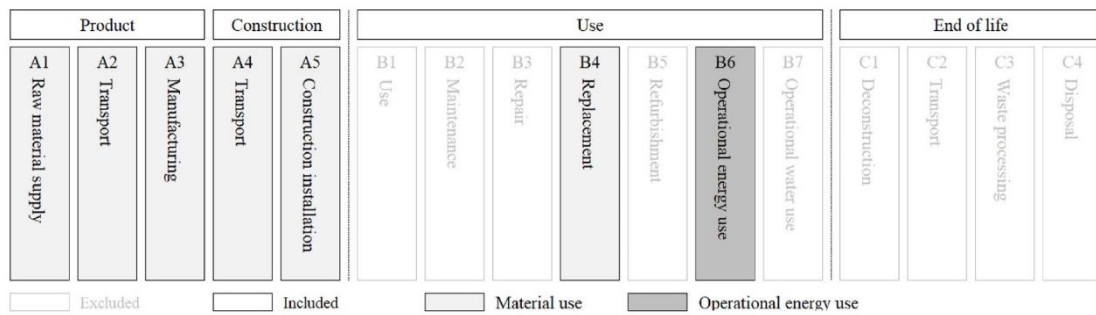 Product
Construction
Use
End of life
A1
Raw material supply
A2
Transport
A3
Manufacturing
A4
Transport
A5
Construction installation
B1
Use
B2
Maintenance
B3
Repair
B4
Replacement
B5
Refurbishment
B6
Operational energy use
B7
Operational water use
C1
Deconstruction
C2
Transport
C3
Waste processing
C4
Disposal
Excluded
Included
Material use
Operational energy use